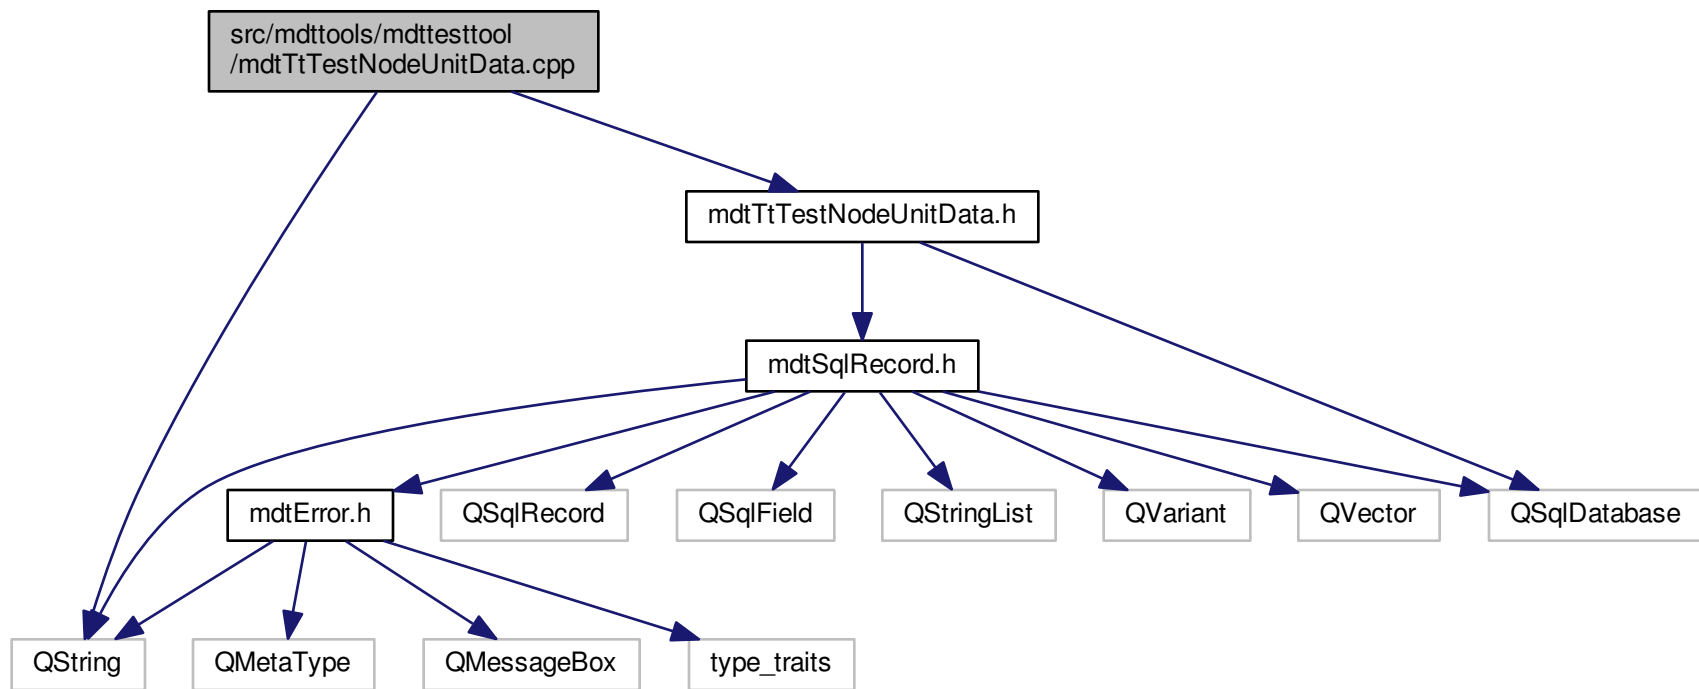 src/mdttools/mdttesttool
/mdtTtTestNodeUnitData.cpp
mdtTtTestNodeUnitData.h
mdtSqlRecord.h
mdtError.h
QSqlRecord
QSqlField
QStringList
QVariant
QVector
QSqlDatabase
QString
QMetaType
QMessageBox
type_traits